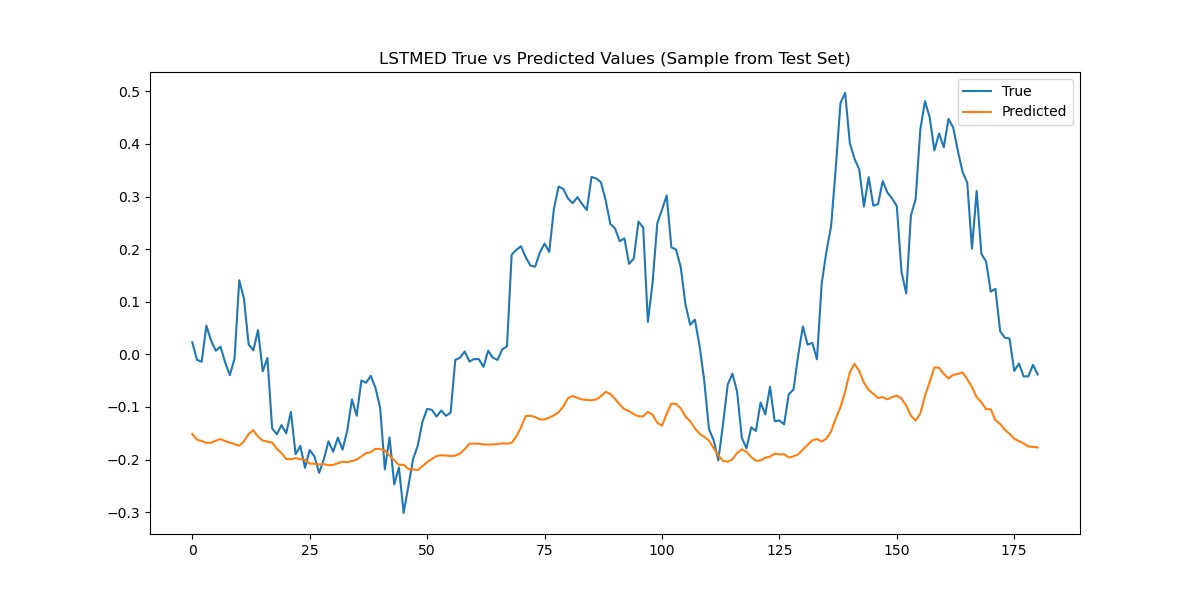 LSTMED True vs Predicted Values (Sample from Test Set)
True
Predicted
0.5
0.4
0.3
0.2
0.1
0.0
−0.1
−0.2
−0.3
0 25 50 75 100 125 150 175